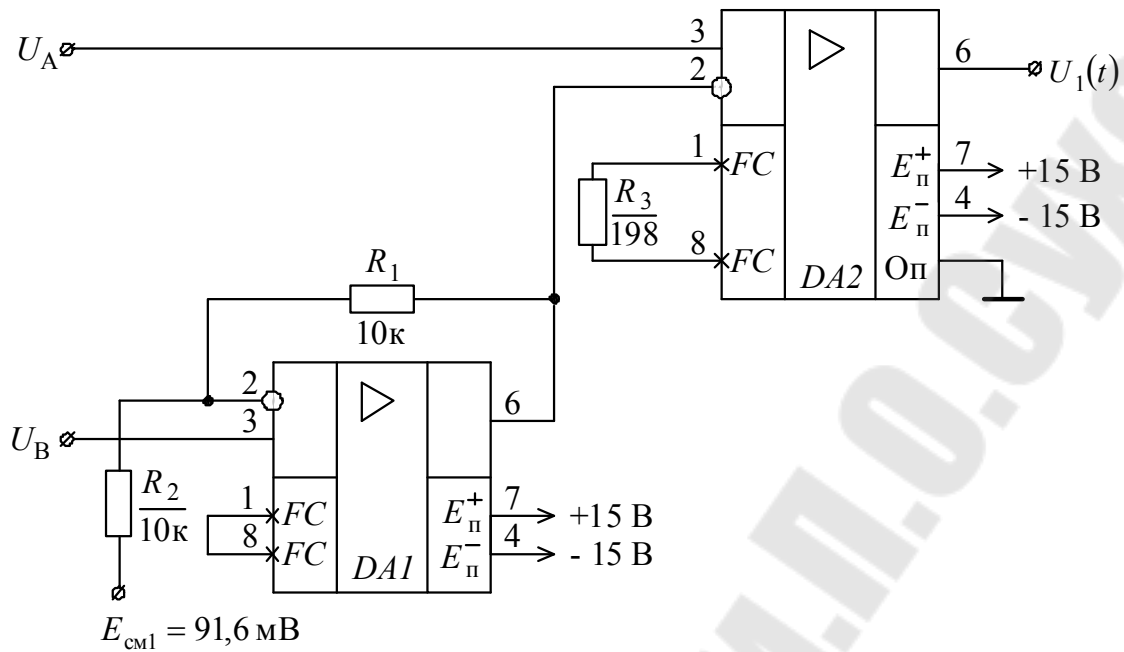 U_A
3
2
6
U_1(t)
1
FC
E_п^+
7
+15 В
R_3
198
E_п^-
4
- 15 В
8
FC
DA2
Оп
R_1
10к
2
6
3
U_B
R_2
10к
1
FC
E_п^+
7
+15 В
8
FC
DA1
E_п^-
4
- 15 В
E_см1 = 91,6 мВ
.П.О.Сухо